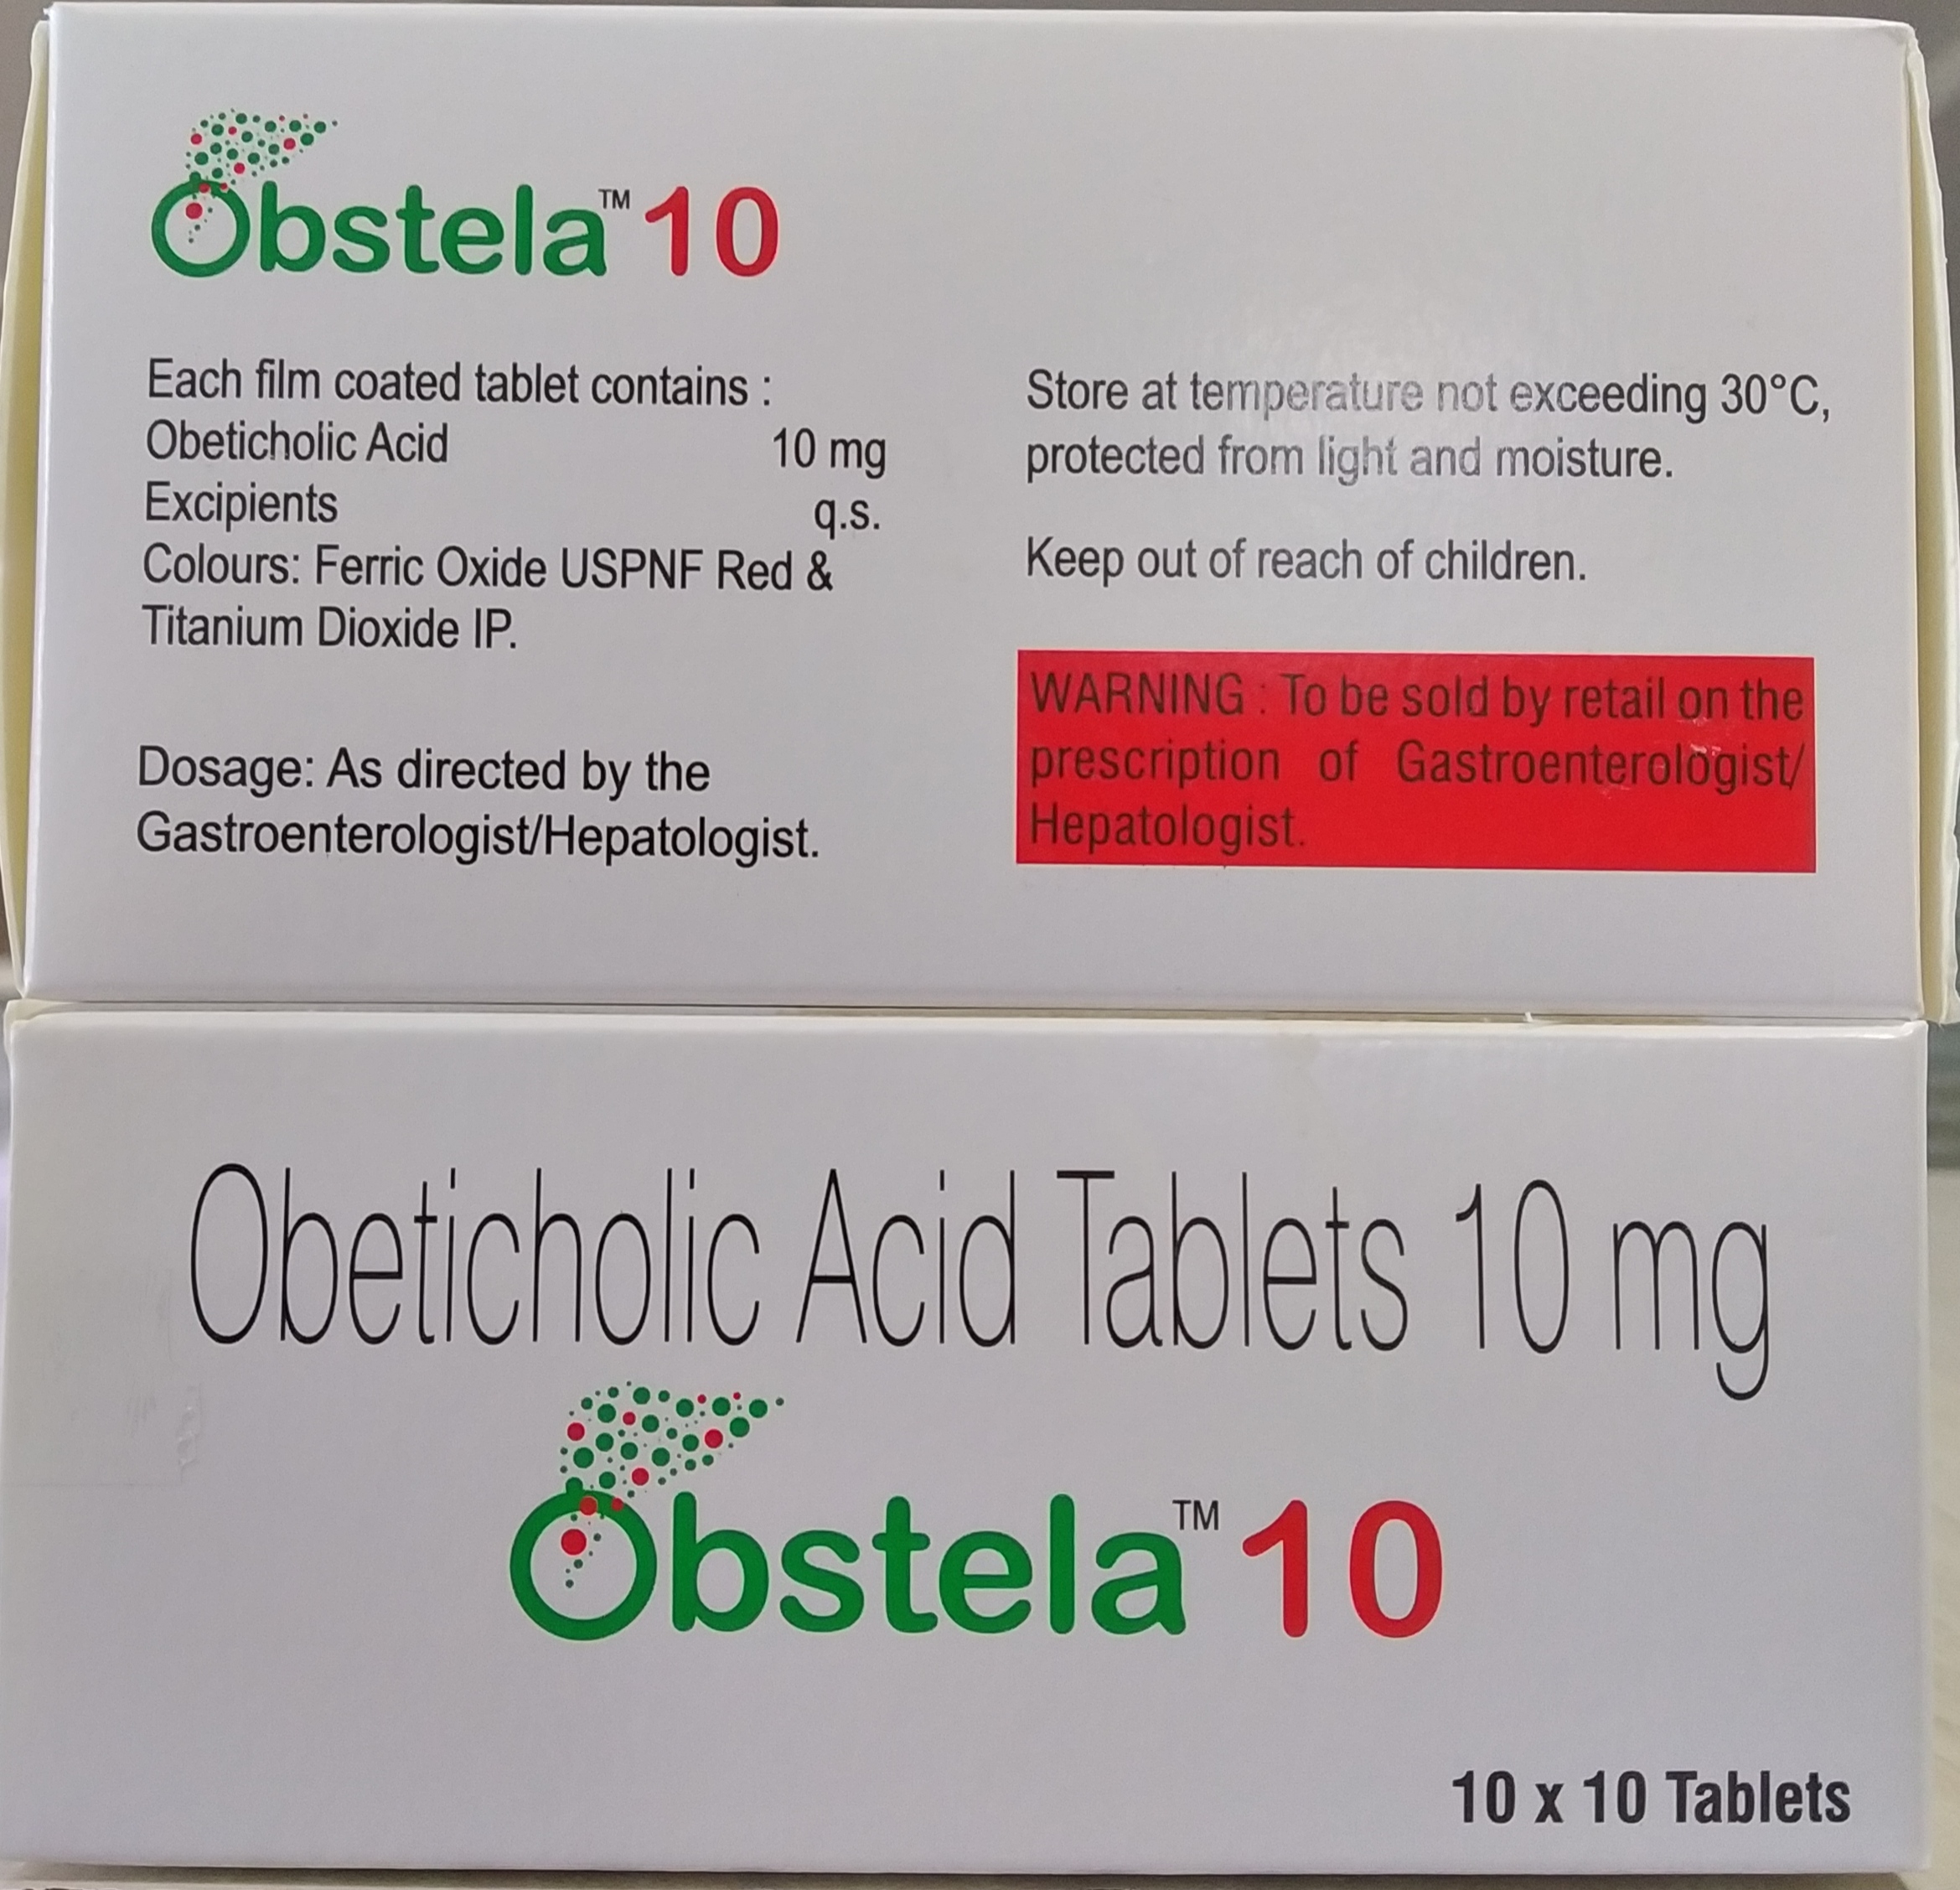 Obstela™ 10
Each film coated tablet contains :
Obeticholic Acid 10 mg
Excipients q.s.
Colours: Ferric Oxide USPNF Red &
Titanium Dioxide IP.
Dosage: As directed by the
Gastroenterologist/Hepatologist.
Store at temperature not exceeding 30°C,
protected from light and moisture.
Keep out of reach of children.
WARNING : To be sold by retail on the
prescription of Gastroenterologist/
Hepatologist.
Obeticholic Acid Tablets 10 mg
Obstela™ 10
10 x 10 Tablets